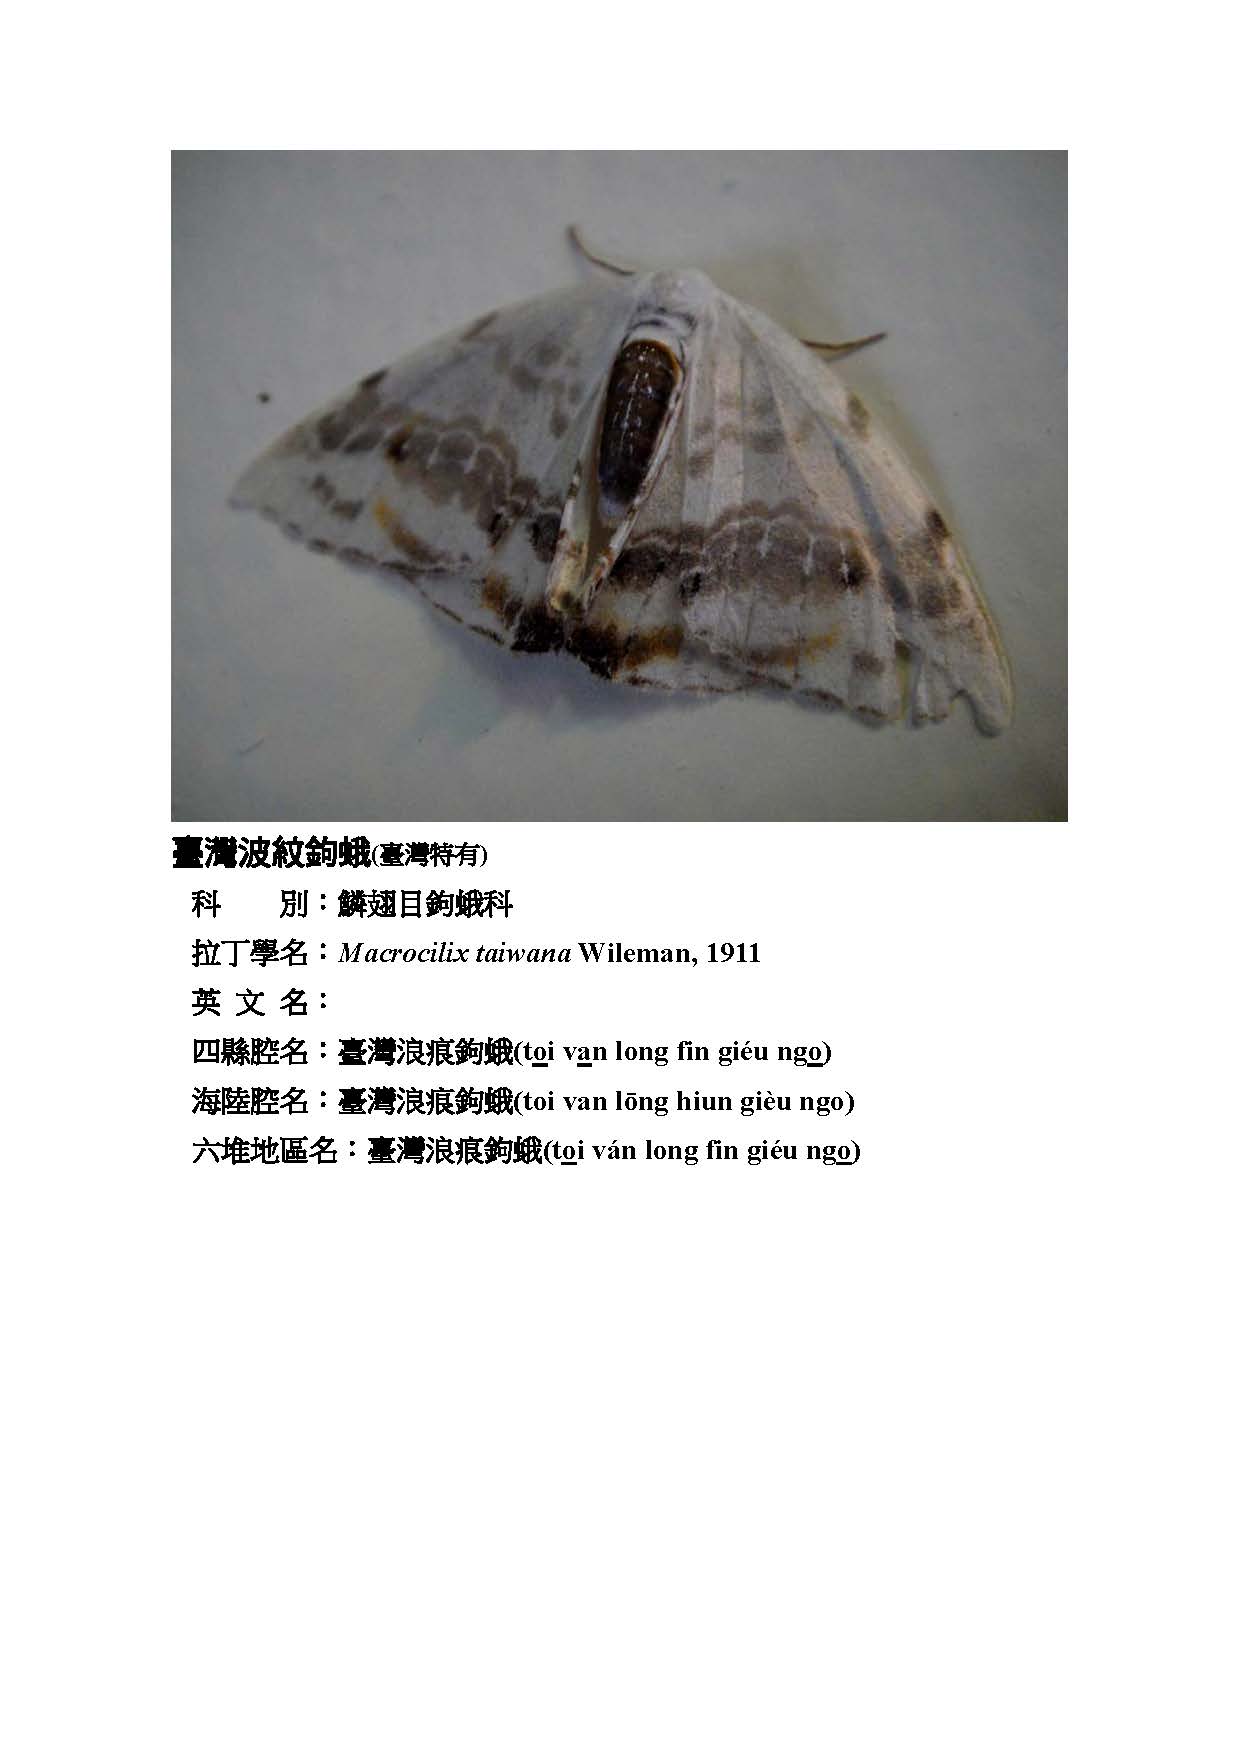 臺灣波紋鉤蛾(臺灣特有)
科　　別：鱗翅目鉤蛾科
拉丁學名：Macrocilix taiwana Wileman, 1911
英 文 名：
四縣腔名：臺灣浪痕鉤蛾(toi van long fin giéu ngo)
海陸腔名：臺灣浪痕鉤蛾(toi van lōng hiun gièu ngo)
六堆地區名：臺灣浪痕鉤蛾(toi ván long fin giéu ngo)